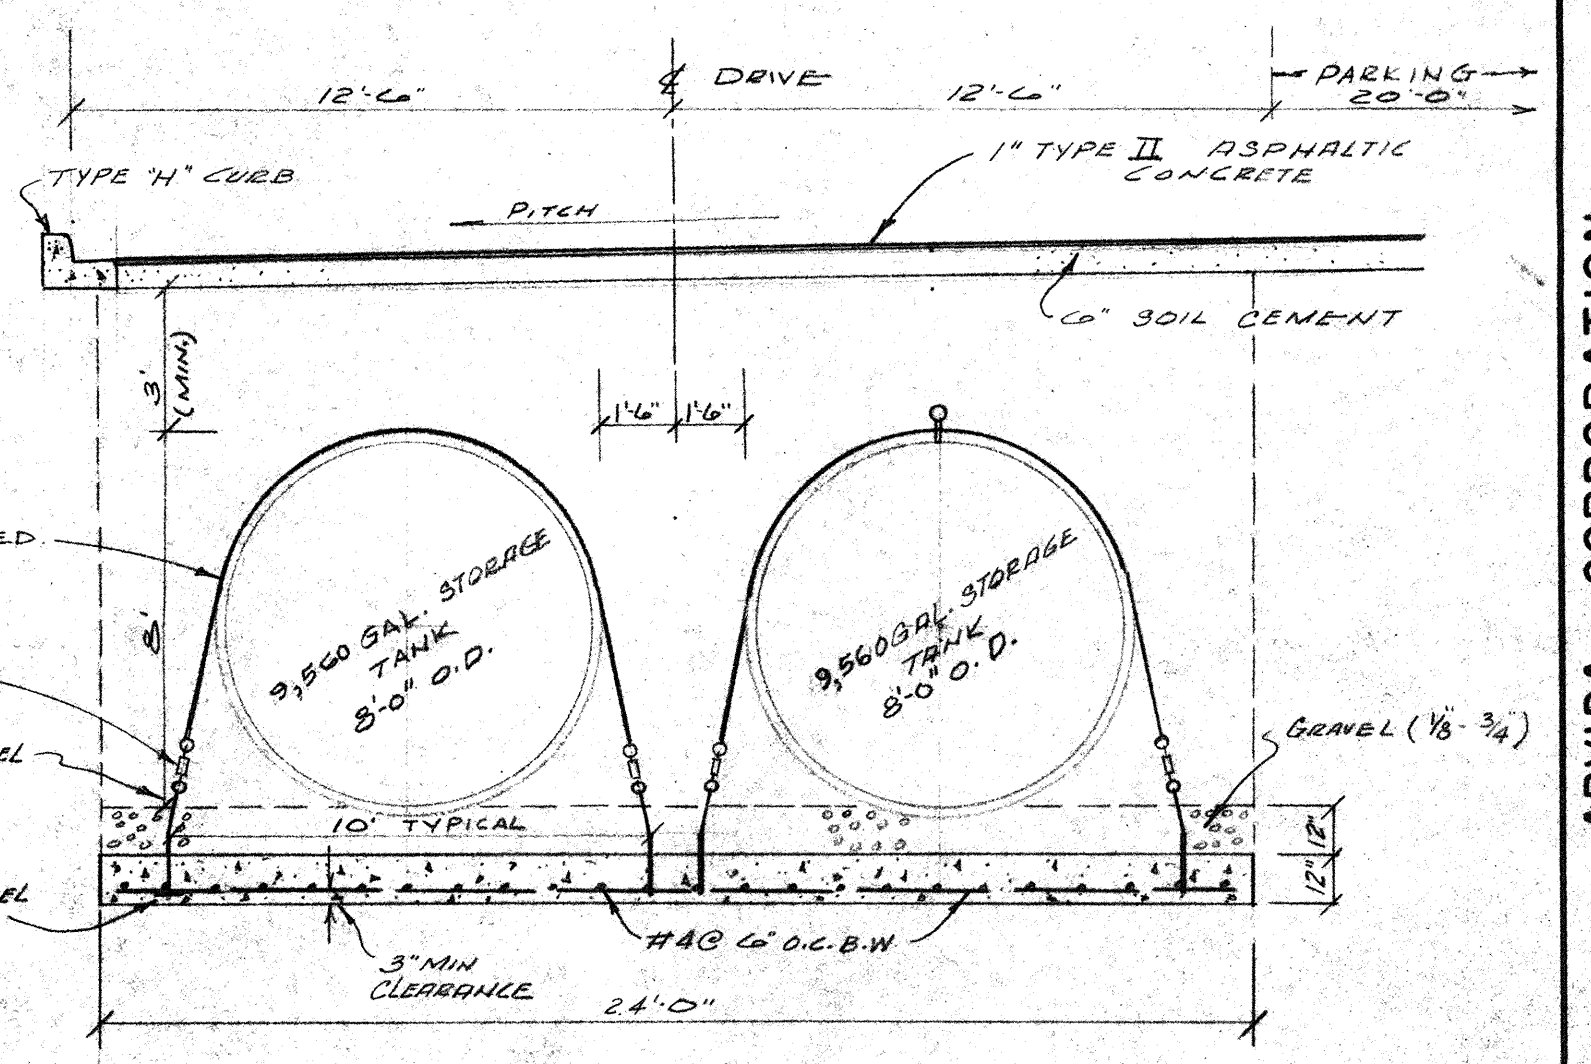 ℄ DRIVE
PARKING
12'-6"
12'-6"
20'-0"
1" TYPE II ASPHALTIC
CONCRETE
TYPE "H" CURB
PITCH
6" SOIL CEMENT
3'
(MIN.)
1'-6"
1'-6"
ED.
8'
9,560 GAL. STORAGE
TANK
8'-0" O.D.
9,560 GAL. STORAGE
TANK
8'-0" O.D.
GRAVEL (1/8"- 3/4")
EL
10' TYPICAL
12"
12"
EL
#4@ 6" O.C. B.W
3" MIN
CLEARANCE
24'-0"
CORPORATION